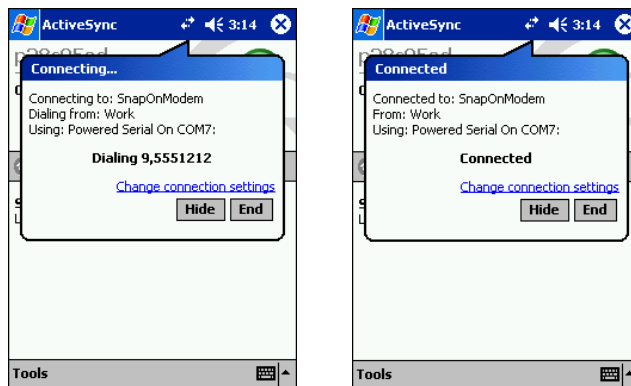 ActiveSync 3:14
Connecting...
Connecting to: SnapOnModem
Dialing from: Work
Using: Powered Serial On COM7:
Dialing 9,5551212
Change connection settings
Hide End
Tools
ActiveSync 3:14
Connected
Connected to: SnapOnModem
From: Work
Using: Powered Serial On COM7:
Connected
Change connection settings
Hide End
Tools